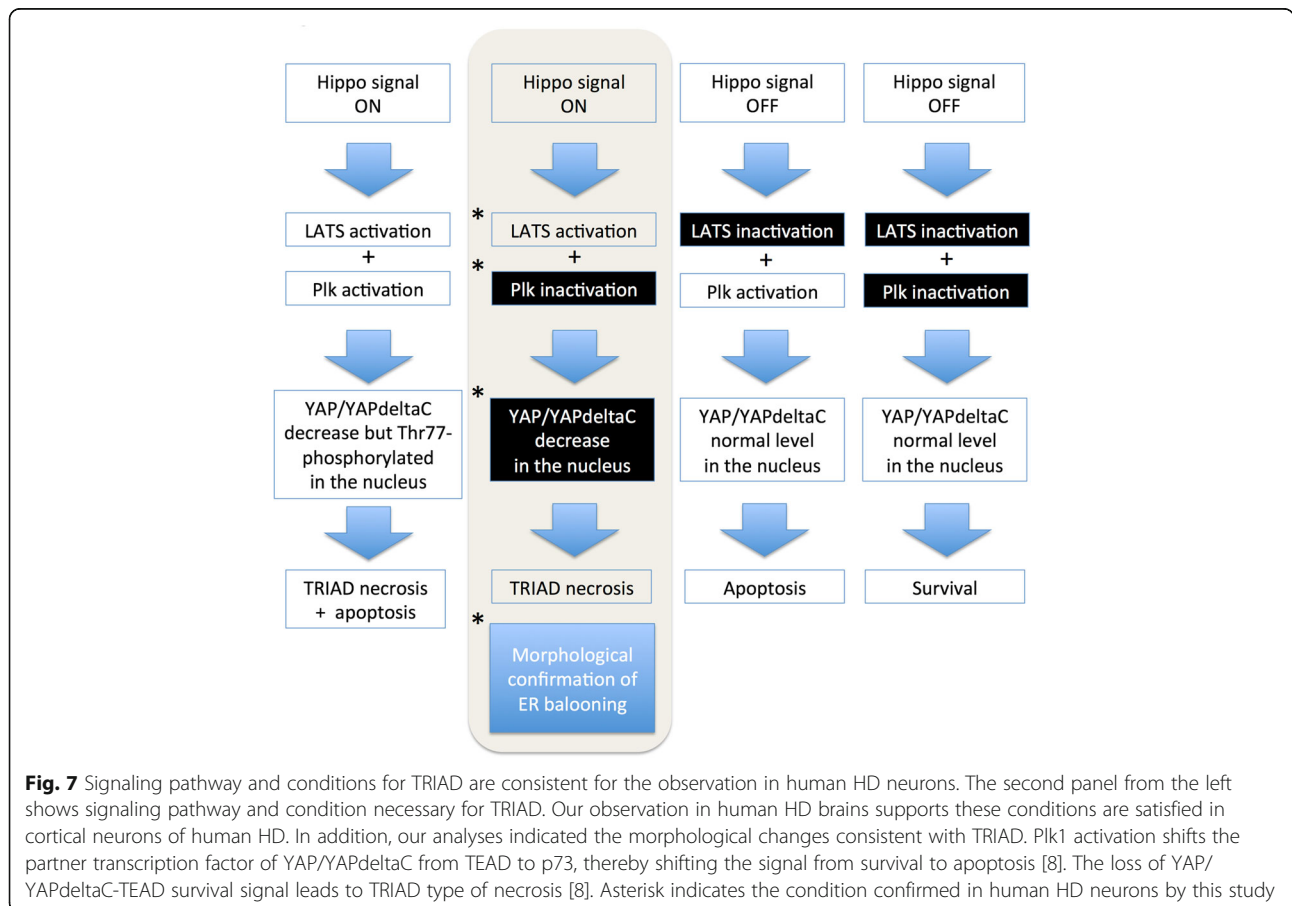 Hippo signal
ON
Hippo signal
ON
Hippo signal
OFF
Hippo signal
OFF
LATS activation
+
Plk activation
*
LATS activation
+
*
Plk inactivation
LATS inactivation
+
Plk activation
LATS inactivation
+
Plk inactivation
YAP/YAPdeltaC
decrease but Thr77-
phosphorylated
in the nucleus
*
YAP/YAPdeltaC
decrease
in the nucleus
YAP/YAPdeltaC
normal level
in the nucleus
YAP/YAPdeltaC
normal level
in the nucleus
TRIAD necrosis
+ apoptosis
TRIAD necrosis
Apoptosis
Survival
*
Morphological
confirmation of
ER balooning
Fig. 7 Signaling pathway and conditions for TRIAD are consistent for the observation in human HD neurons. The second panel from the left
shows signaling pathway and condition necessary for TRIAD. Our observation in human HD brains supports these conditions are satisfied in
cortical neurons of human HD. In addition, our analyses indicated the morphological changes consistent with TRIAD. Plk1 activation shifts the
partner transcription factor of YAP/YAPdeltaC from TEAD to p73, thereby shifting the signal from survival to apoptosis [8]. The loss of YAP/
YAPdeltaC-TEAD survival signal leads to TRIAD type of necrosis [8]. Asterisk indicates the condition confirmed in human HD neurons by this study